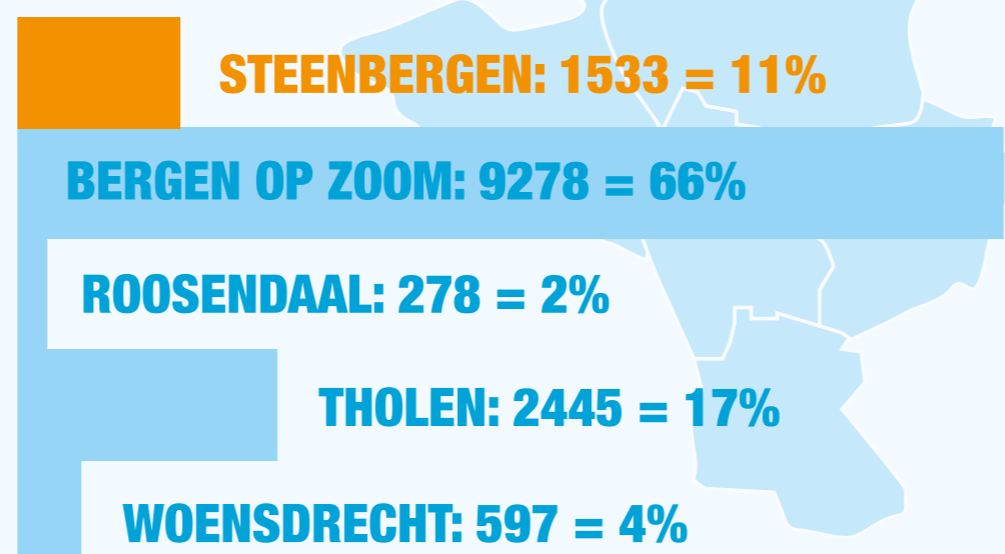 STEENBERGEN: 1533 = 11%
BERGEN OP ZOOM: 9278 = 66%
ROOSENDAAL: 278 = 2%
THOLEN: 2445 = 17%
WOENSDRECHT: 597 = 4%